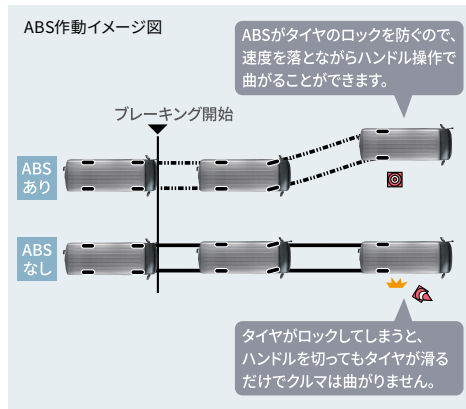 ABS作動イメージ図
ABSがタイヤのロックを防ぐので、
速度を落とながらハンドル操作で
曲がることができます。
ブレーキング開始
ABS
あり
ABS
なし
タイヤがロックしてしまうと、
ハンドルを切ってもタイヤが滑る
だけでクルマは曲がりません。